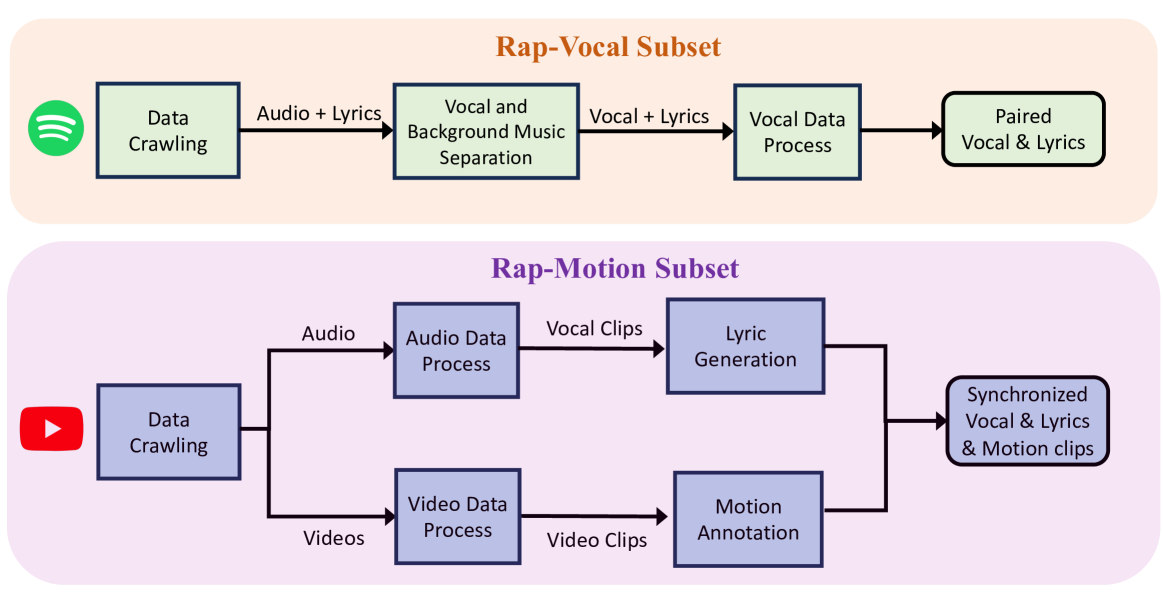 Rap-Vocal Subset
Data
Crawling
Audio + Lyrics
Vocal and
Background Music
Separation
Vocal + Lyrics
Vocal Data
Process
Paired
Vocal & Lyrics
Rap-Motion Subset
Data
Crawling
Audio
Audio Data
Process
Vocal Clips
Lyric
Generation
Videos
Video Data
Process
Video Clips
Motion
Annotation
Synchronized
Vocal & Lyrics
& Motion clips